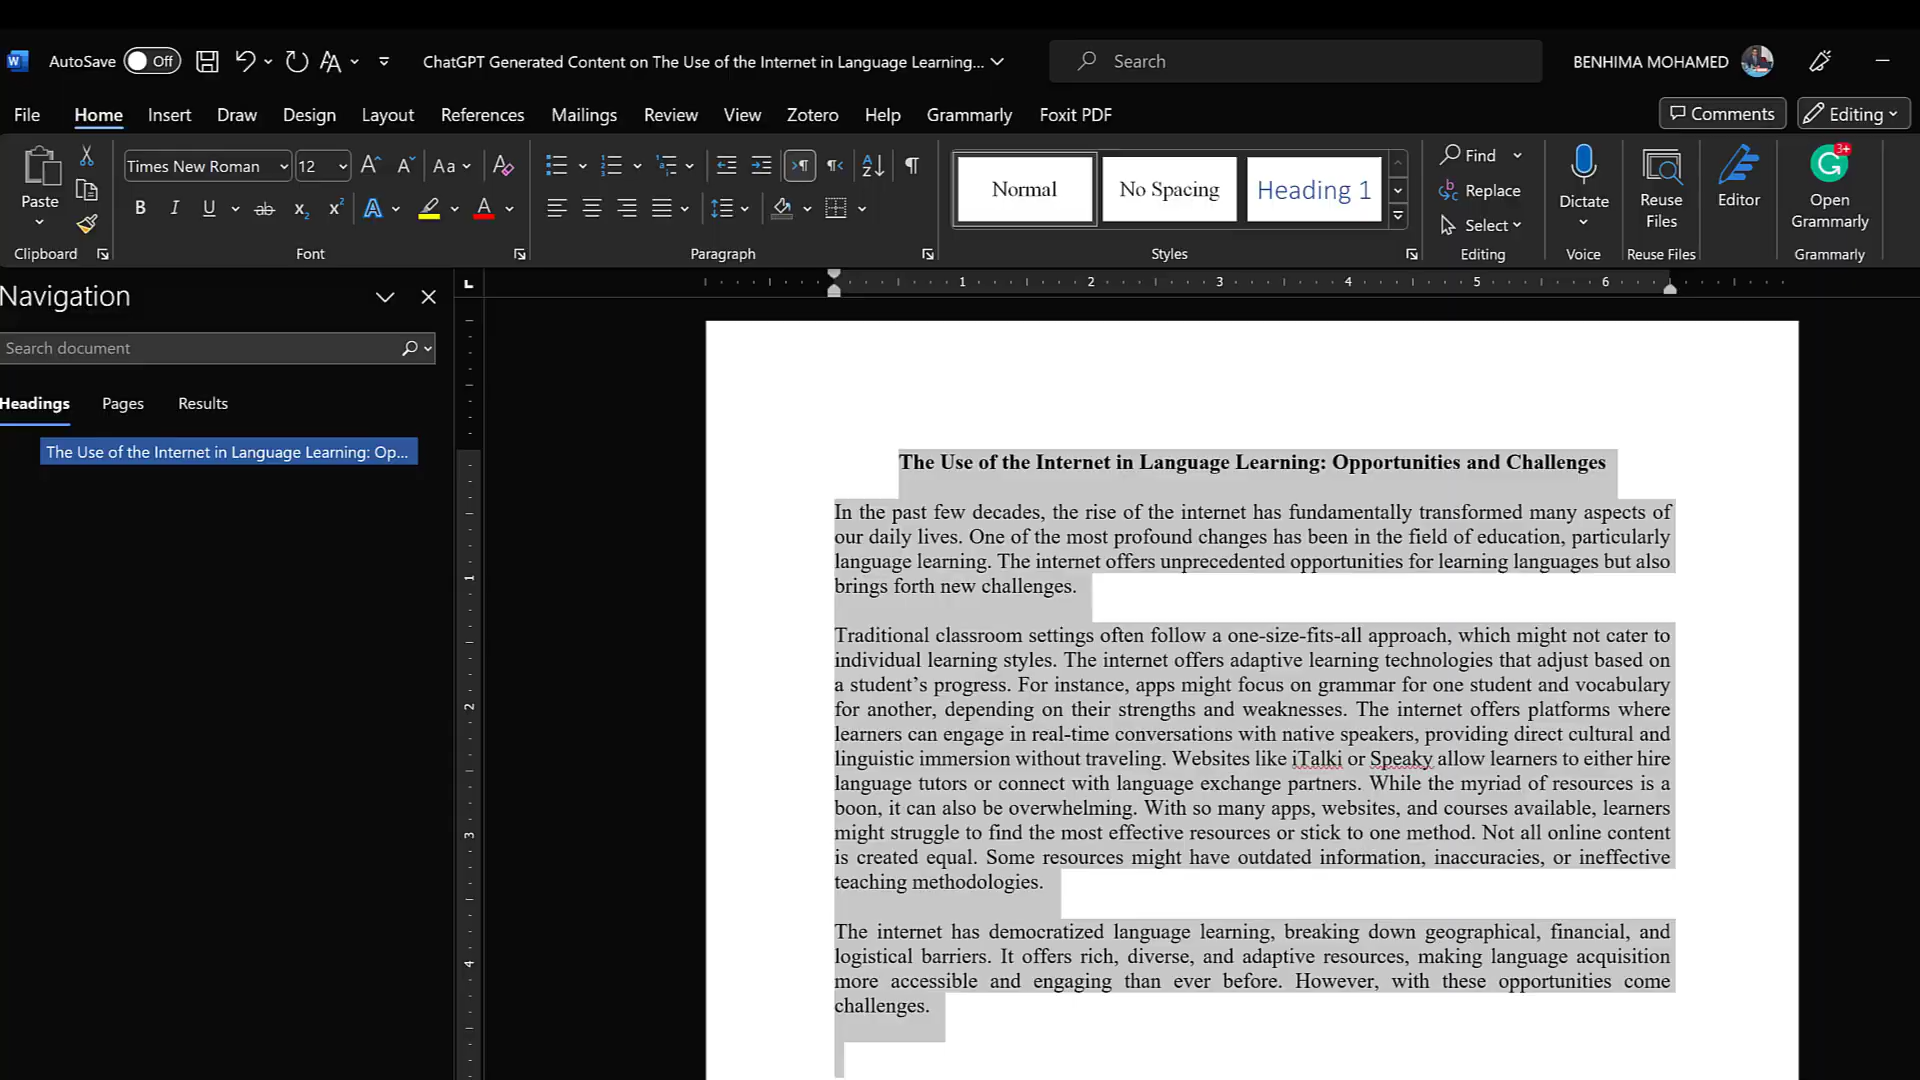 AutoSave Off ChatGPT Generated Content on The Use of the Internet in Language Learning... Search BENHIMA MOHAMED
File Home Insert Draw Design Layout References Mailings Review View Zotero Help Grammarly Foxit PDF Comments Editing
Paste
Clipboard
Times New Roman 12
Font
Paragraph
Normal No Spacing Heading 1
Styles
Find
Replace
Select
Editing
Dictate
Voice
Reuse
Files
Reuse Files
Editor
3+
Open
Grammarly
Grammarly
Navigation
Search document
Headings Pages Results
The Use of the Internet in Language Learning: Op...
1 2 3 4 5 6
1
2
3
4
The Use of the Internet in Language Learning: Opportunities and Challenges
In the past few decades, the rise of the internet has fundamentally transformed many aspects of
our daily lives. One of the most profound changes has been in the field of education, particularly
language learning. The internet offers unprecedented opportunities for learning languages but also
brings forth new challenges.
Traditional classroom settings often follow a one-size-fits-all approach, which might not cater to
individual learning styles. The internet offers adaptive learning technologies that adjust based on
a student’s progress. For instance, apps might focus on grammar for one student and vocabulary
for another, depending on their strengths and weaknesses. The internet offers platforms where
learners can engage in real-time conversations with native speakers, providing direct cultural and
linguistic immersion without traveling. Websites like iTalki or Speaky allow learners to either hire
language tutors or connect with language exchange partners. While the myriad of resources is a
boon, it can also be overwhelming. With so many apps, websites, and courses available, learners
might struggle to find the most effective resources or stick to one method. Not all online content
is created equal. Some resources might have outdated information, inaccuracies, or ineffective
teaching methodologies.
The internet has democratized language learning, breaking down geographical, financial, and
logistical barriers. It offers rich, diverse, and adaptive resources, making language acquisition
more accessible and engaging than ever before. However, with these opportunities come
challenges.